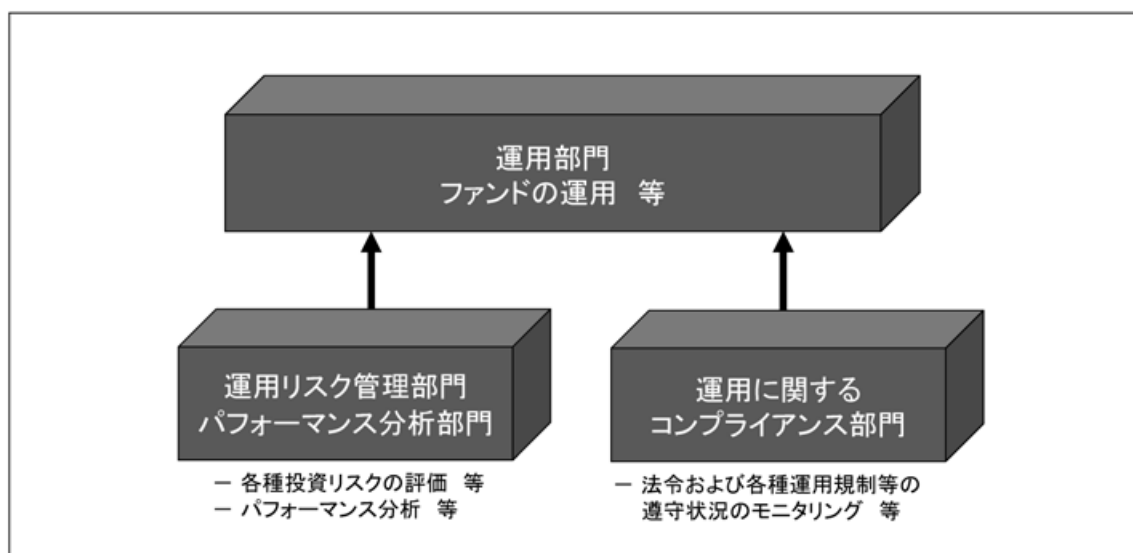 運用部門
ファンドの運用 等
運用リスク管理部門
パフォーマンス分析部門
－ 各種投資リスクの評価 等
－ パフォーマンス分析 等
運用に関する
コンプライアンス部門
－ 法令および各種運用規制等の
遵守状況のモニタリング 等